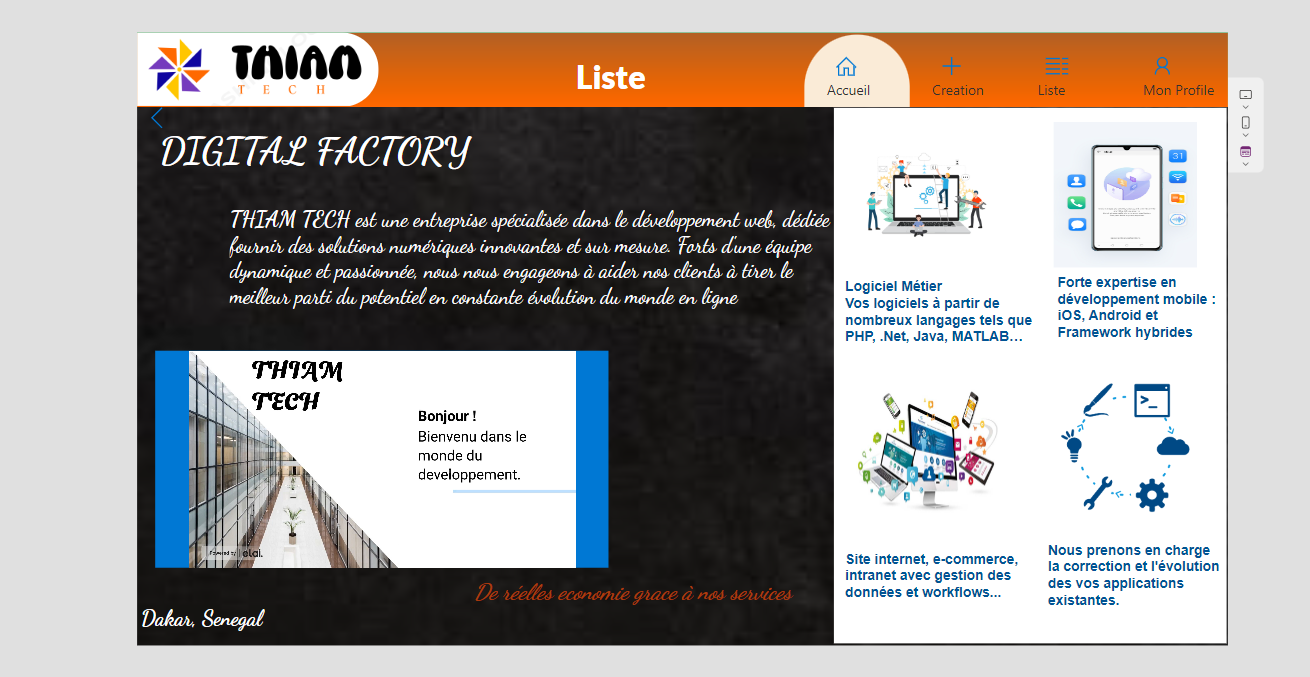 THIAM
TECH
Liste
Accueil
Creation
Liste
Mon Profile
DIGITAL FACTORY
THIAM TECH est une entreprise spécialisée dans le développement web, dédiée
fournir des solutions numériques innovantes et sur mesure. Forts d'une équipe
dynamique et passionnée, nous nous engageons à aider nos clients à tirer le
meilleur parti du potentiel en constante évolution du monde en ligne
THIAM
TECH
Bonjour !
Bienvenu dans le
monde du
developpement.
Powered by elai.
De réelles economie grace à nos services
Dakar, Senegal
Logiciel Métier
Vos logiciels à partir de
nombreux langages tels que
PHP, .Net, Java, MATLAB…
31
Forte expertise en
développement mobile :
iOS, Android et
Framework hybrides
Site internet, e-commerce,
intranet avec gestion des
données et workflows...
>_
Nous prenons en charge
la correction et l'évolution
des vos applications
existantes.